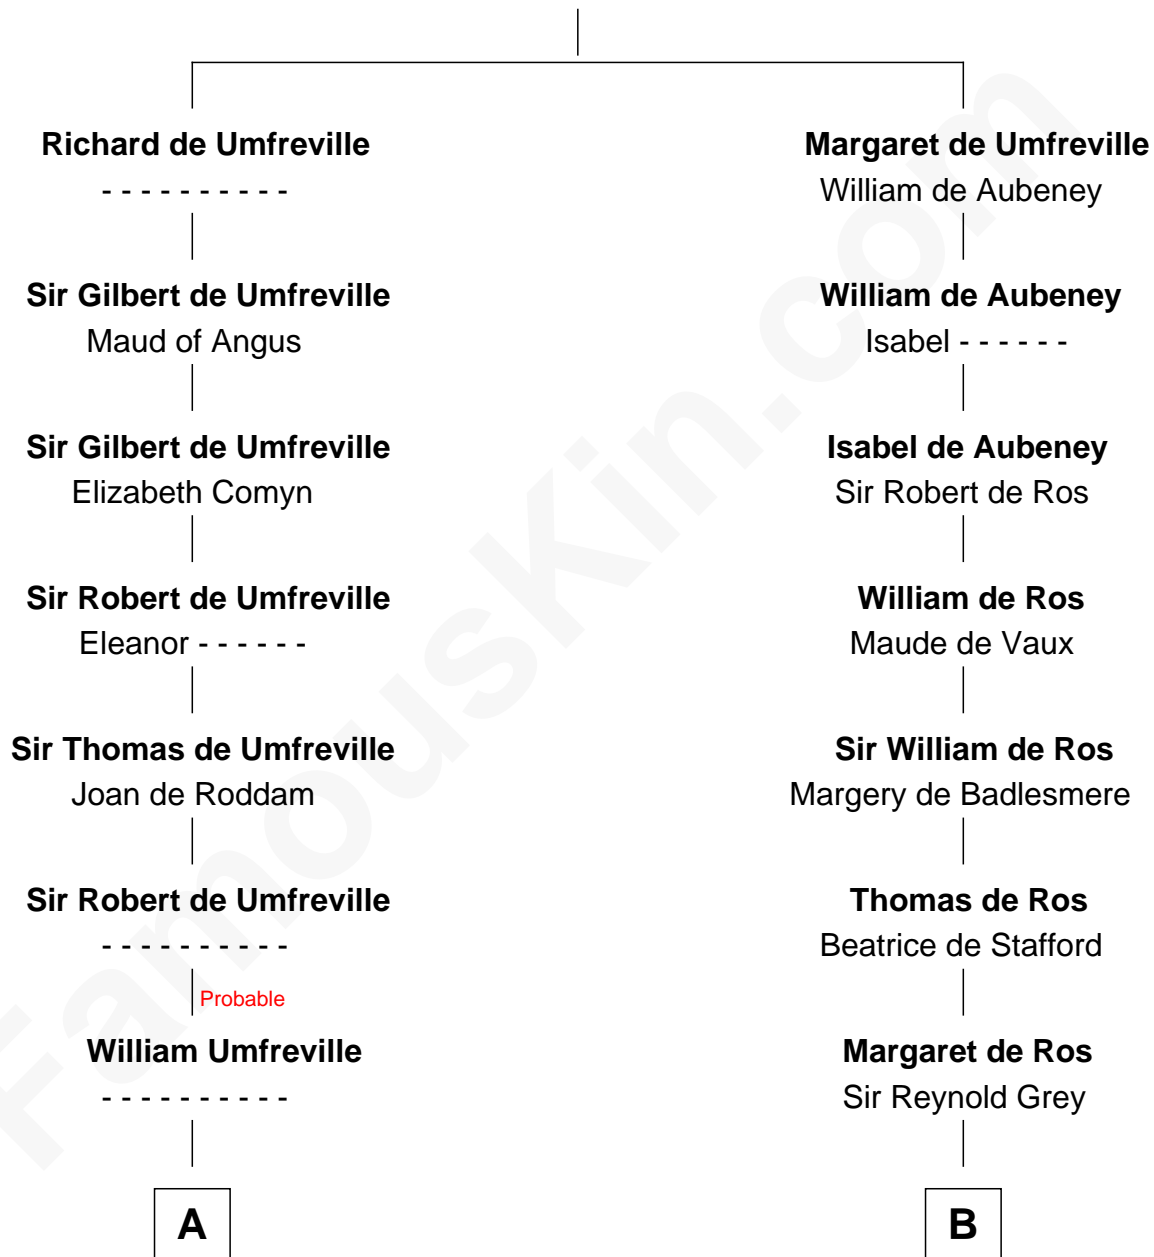 Richard de Umfreville
- - - - - - - - - -
Sir Gilbert de Umfreville
Maud of Angus
Sir Gilbert de Umfreville
Elizabeth Comyn
Sir Robert de Umfreville
Eleanor - - - - - -
Sir Thomas de Umfreville
Joan de Roddam
Sir Robert de Umfreville
- - - - - - - - - -
Probable
William Umfreville
- - - - - - - - - -
A
Margaret de Umfreville
William de Aubeney
William de Aubeney
Isabel - - - - - -
Isabel de Aubeney
Sir Robert de Ros
William de Ros
Maude de Vaux
Sir William de Ros
Margery de Badlesmere
Thomas de Ros
Beatrice de Stafford
Margaret de Ros
Sir Reynold Grey
B
FamousKin.com